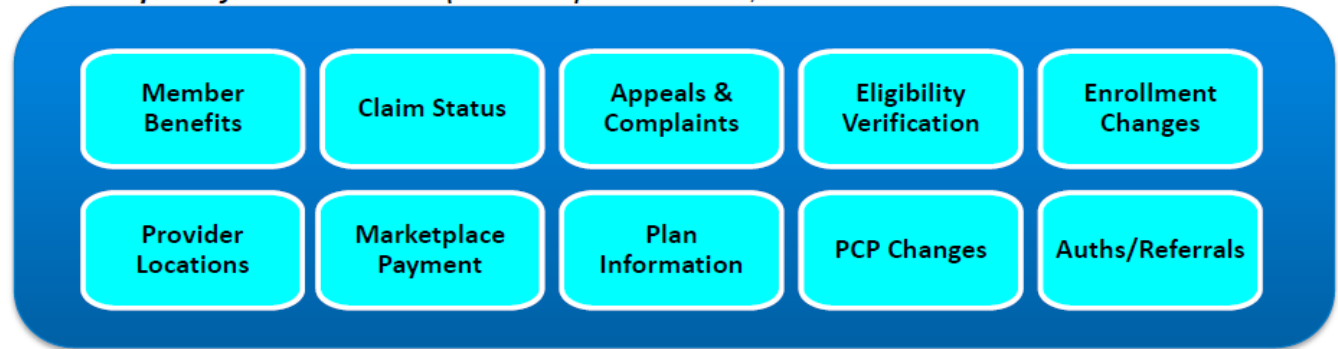 Member
Benefits
Claim Status
Appeals &
Complaints
Eligibility
Verification
Enrollment
Changes
Provider
Locations
Marketplace
Payment
Plan
Information
PCP Changes
Auths/Referrals